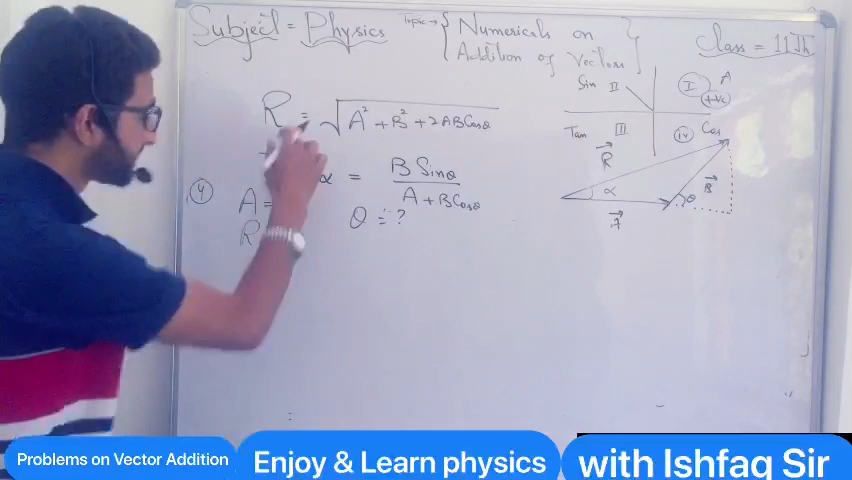 Subject = Physics
Topic → { Numericals on
Addition of Vectors }
Class = 11Th
Sin II
I A
+ve
Tan III
iv Cos
R = √A² + B² + 2ABCosθ
α = B Sinθ
A + BCosθ
4 A =
θ = ?
R
R
α
B
θ
A
Problems on Vector Addition
Enjoy & Learn physics
with Ishfaq Sir